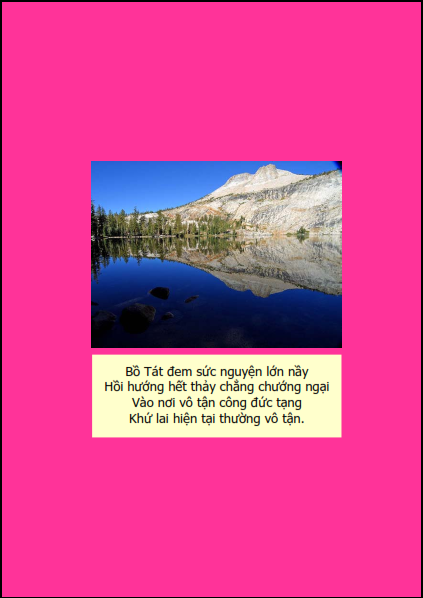 Bồ Tát đem sức nguyện lớn nầy
Hồi hướng hết thảy chẳng chướng ngại
Vào nơi vô tận công đức tạng
Khứ lai hiện tại thường vô tận.